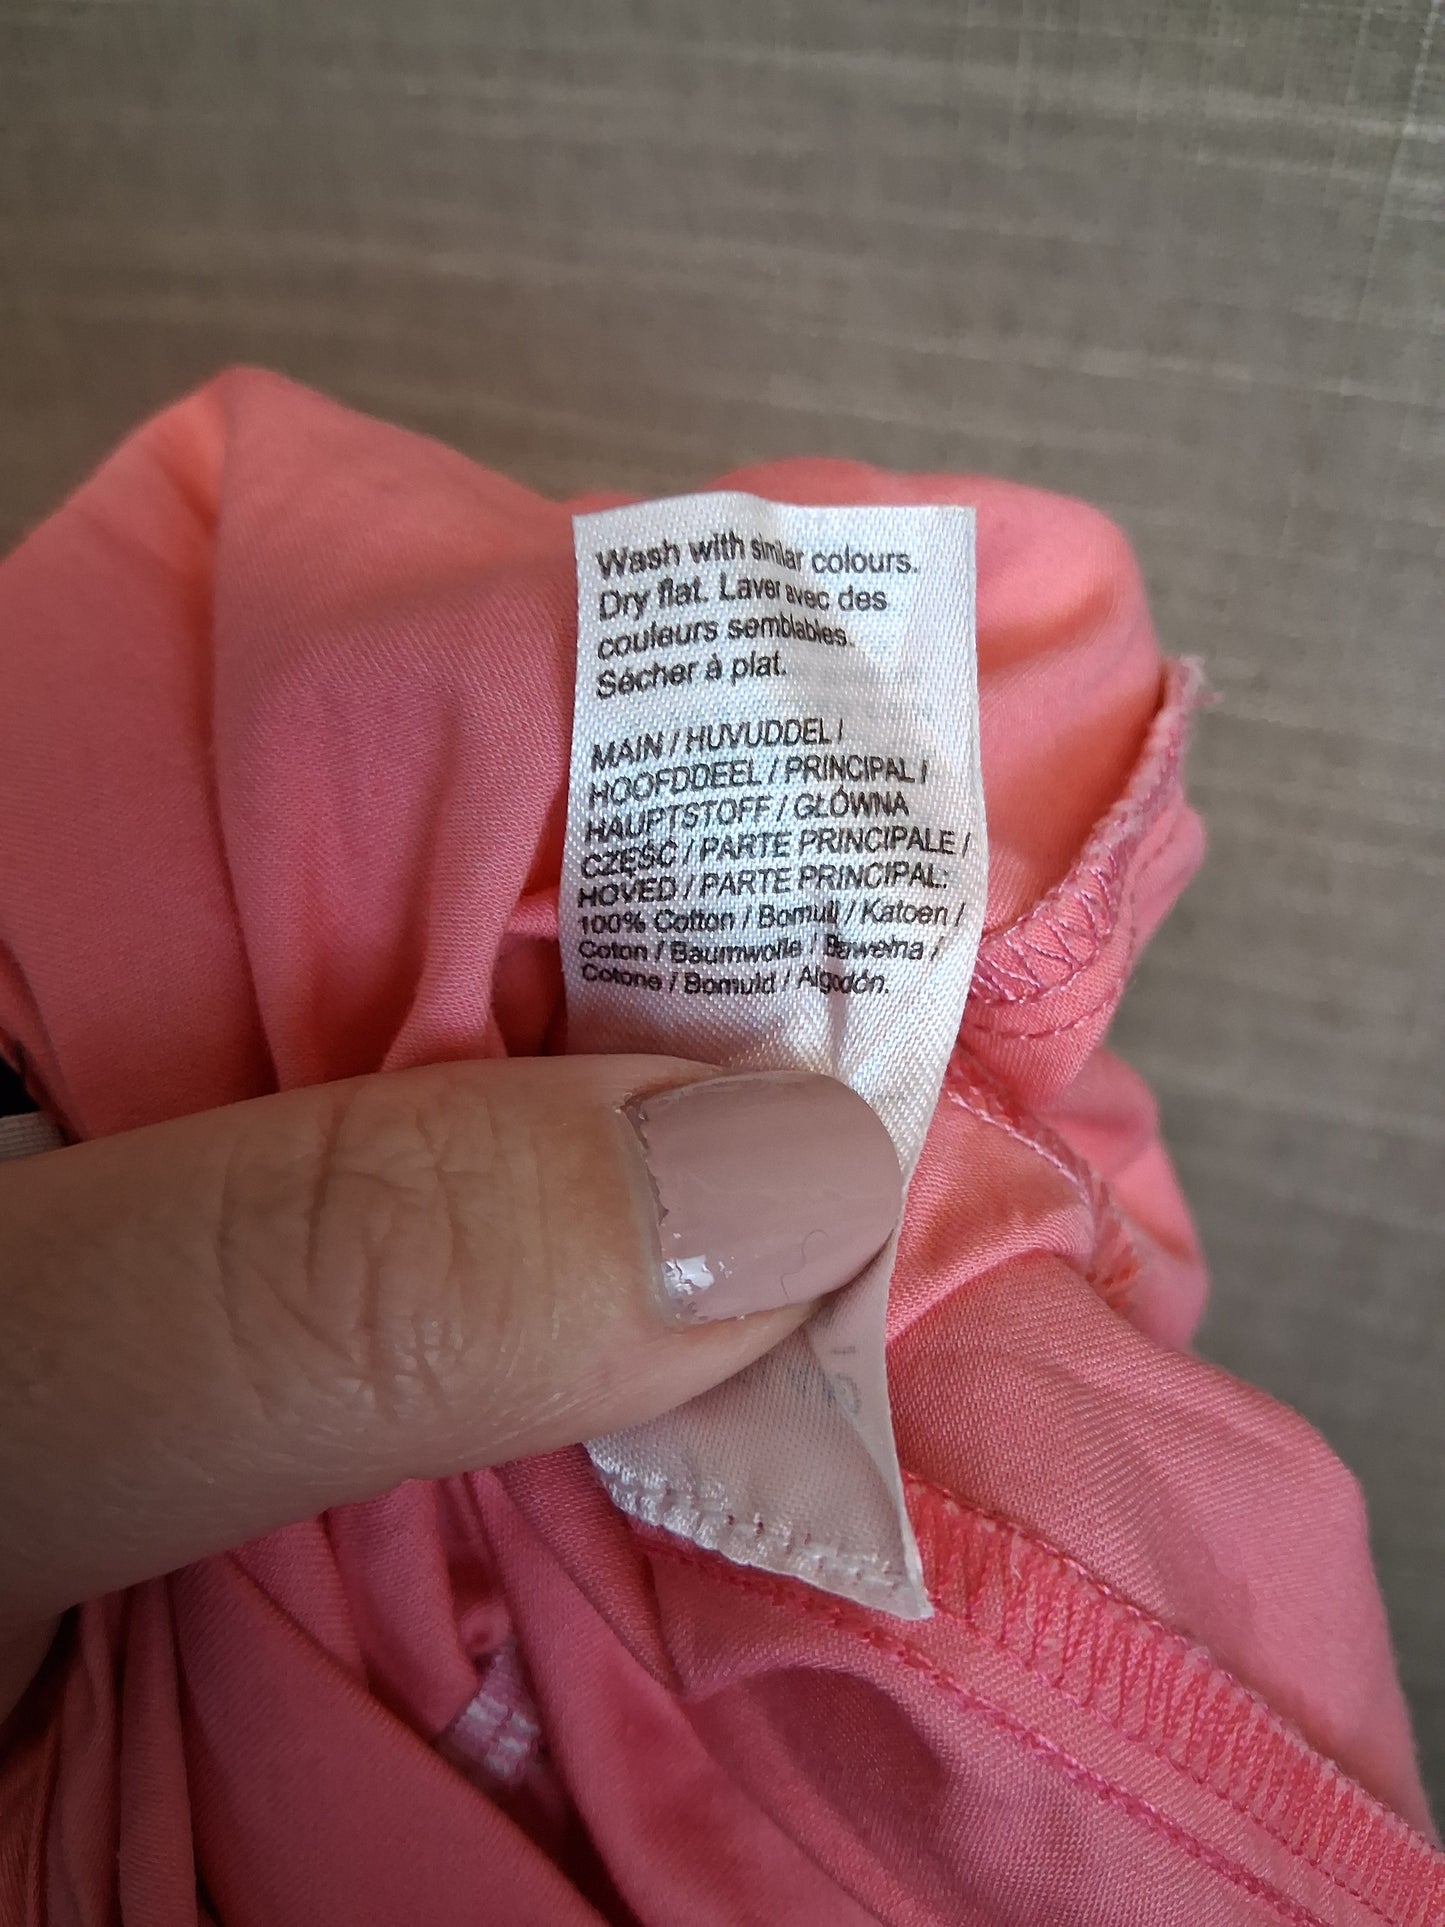 Wash with similar colours.
Dry flat. Laver avec des
couleurs semblables.
Sécher à plat.
MAIN / HUVUDDEL /
HOOFDDEEL / PRINCIPAL /
HAUPTSTOFF / GŁÓWNA
CZĘŚĆ / PARTE PRINCIPALE /
HOVED / PARTE PRINCIPAL:
100% Cotton / Bomull / Katoen /
Coton / Baumwolle / Bawełna /
Cotone / Bomuld / Algodón.